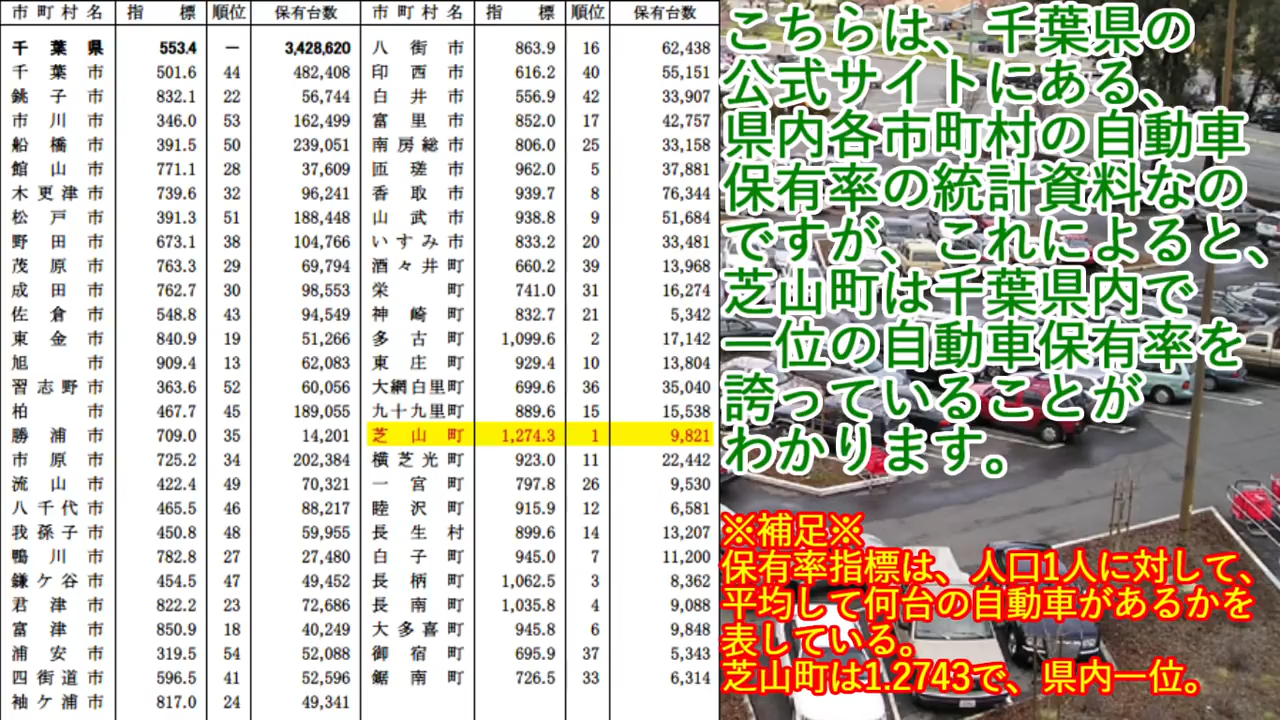 市町村名 指標 順位 保有台数 市町村名 指標 順位 保有台数
千葉県 553.4 — 3,428,620 八街市 863.9 16 62,438
千葉市 501.6 44 482,408 印西市 616.2 40 55,151
銚子市 832.1 22 56,744 白井市 556.9 42 33,907
市川市 346.0 53 162,499 富里市 852.0 17 42,757
船橋市 391.5 50 239,051 南房総市 806.0 25 33,158
館山市 771.1 28 37,609 匝瑳市 962.0 5 37,881
木更津市 739.6 32 96,241 香取市 939.7 8 76,344
松戸市 391.3 51 188,448 山武市 938.8 9 51,684
野田市 673.1 38 104,766 いすみ市 833.2 20 33,481
茂原市 763.3 29 69,794 酒々井町 660.2 39 13,968
成田市 762.7 30 98,553 栄町 741.0 31 16,274
佐倉市 548.8 43 94,549 神崎町 832.7 21 5,342
東金市 840.9 19 51,266 多古町 1,099.6 2 17,142
旭市 909.4 13 62,083 東庄町 929.4 10 13,804
習志野市 363.6 52 60,056 大網白里町 699.6 36 35,040
柏市 467.7 45 189,055 九十九里町 889.6 15 15,538
勝浦市 709.0 35 14,201 芝山町 1,274.3 1 9,821
市原市 725.2 34 202,384 横芝光町 923.0 11 22,442
流山市 422.4 49 70,321 一宮町 797.8 26 9,530
八千代市 465.5 46 88,217 睦沢町 915.9 12 6,581
我孫子市 450.8 48 59,955 長生村 899.6 14 13,207
鴨川市 782.8 27 27,480 白子町 945.0 7 11,200
鎌ケ谷市 454.5 47 49,452 長柄町 1,062.5 3 8,362
君津市 822.2 23 72,686 長南町 1,035.8 4 9,088
富津市 850.9 18 40,249 大多喜町 945.8 6 9,848
浦安市 319.5 54 52,088 御宿町 695.9 37 5,343
四街道市 596.5 41 52,596 鋸南町 726.5 33 6,314
袖ケ浦市 817.0 24 49,341
こちらは、千葉県の
公式サイトにある、
県内各市町村の自動車
保有率の統計資料なの
ですが、これによると、
芝山町は千葉県内で
一位の自動車保有率を
誇っていることが
わかります。
※補足※
保有率指標は、人口1人に対して、
平均して何台の自動車があるかを
表している。
芝山町は1.2743で、県内一位。